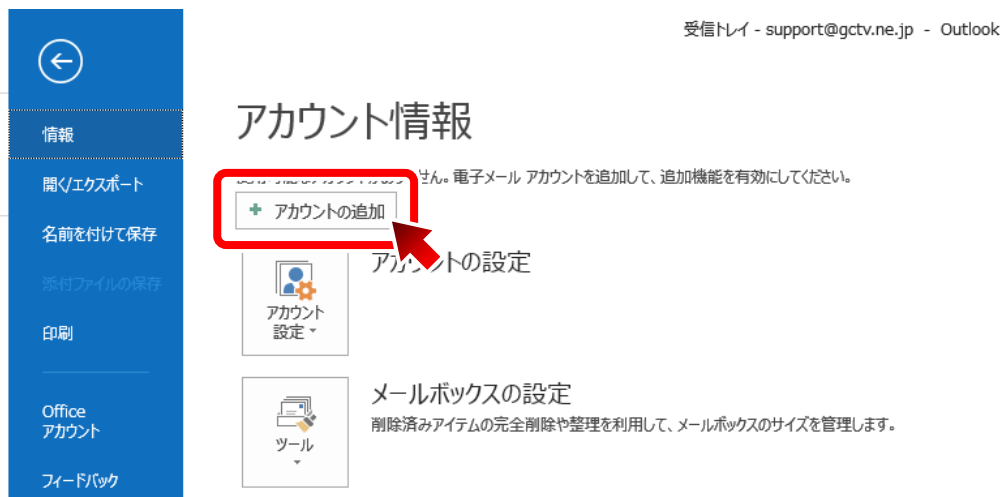 受信トレイ - support@gctv.ne.jp - Outlook
情報
開く/エクスポート
名前を付けて保存
添付ファイルの保存
印刷
Office
アカウント
フィードバック
アカウント情報
せん。電子メール アカウントを追加して、追加機能を有効にしてください。
+ アカウントの追加
アカウントの設定
アカウント
設定
メールボックスの設定
削除済みアイテムの完全削除や整理を利用して、メールボックスのサイズを管理します。
ツール